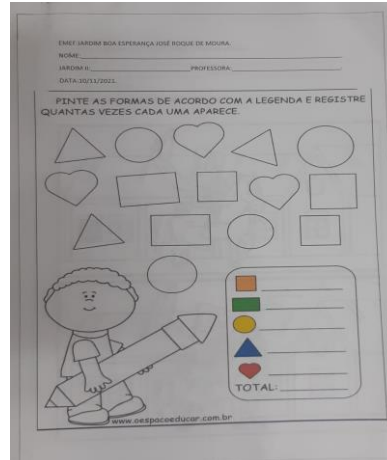 EMEF JARDIM BOA ESPERANÇA JOSÉ ROQUE DE MOURA.
NOME:
JARDIM II: PROFESSORA:
DATA:10/11/2021.
PINTE AS FORMAS DE ACORDO COM A LEGENDA E REGISTRE
QUANTAS VEZES CADA UMA APARECE.
TOTAL:
www.oespacoeducar.com.br